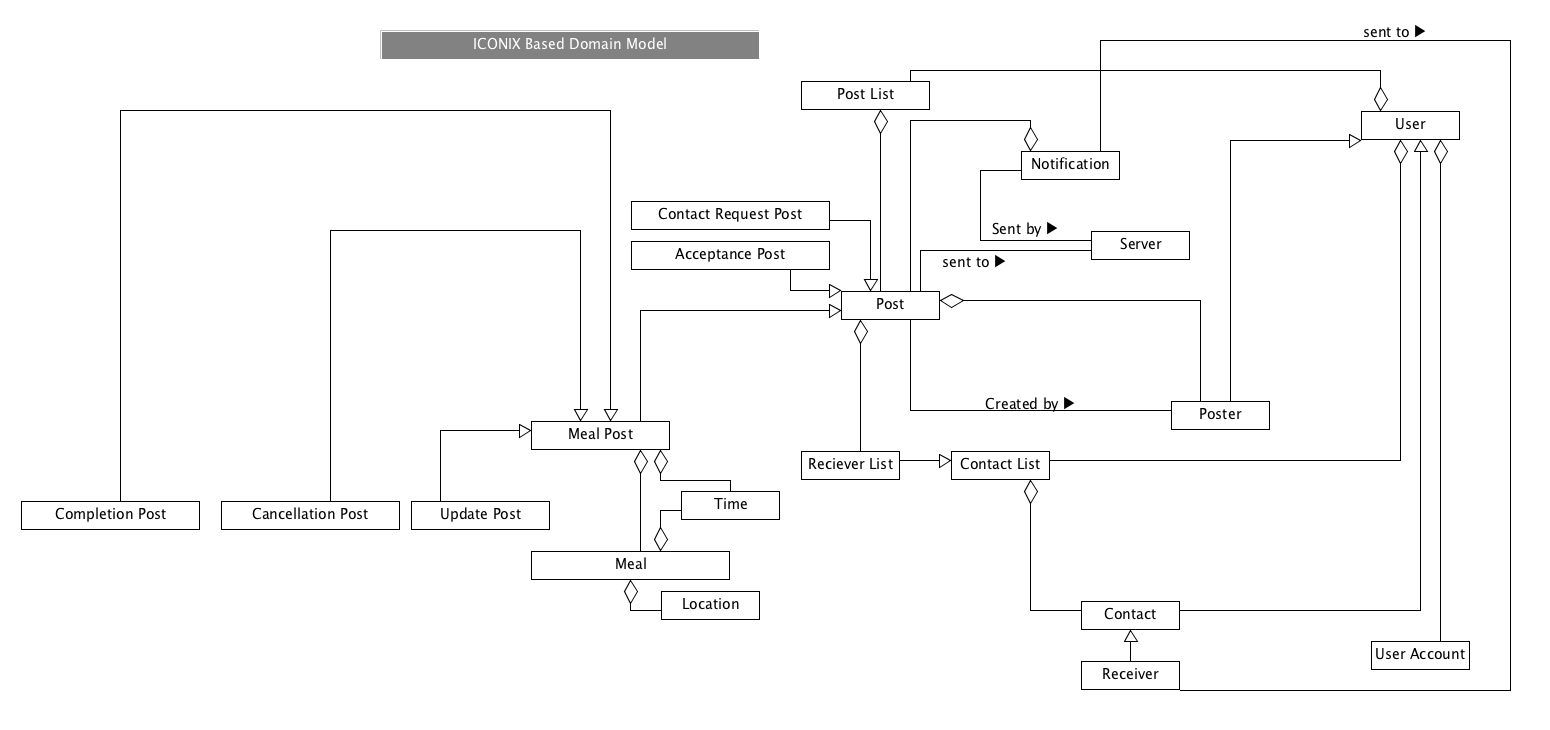 sent to ▶
ICONIX Based Domain Model
Post List
User
Notification
Contact Request Post
Sent by ▶
Server
Acceptance Post
sent to ▶
Post
Created by ▶
Poster
Meal Post
Reciever List
Contact List
Time
Completion Post
Cancellation Post
Update Post
Meal
Location
Contact
User Account
Receiver